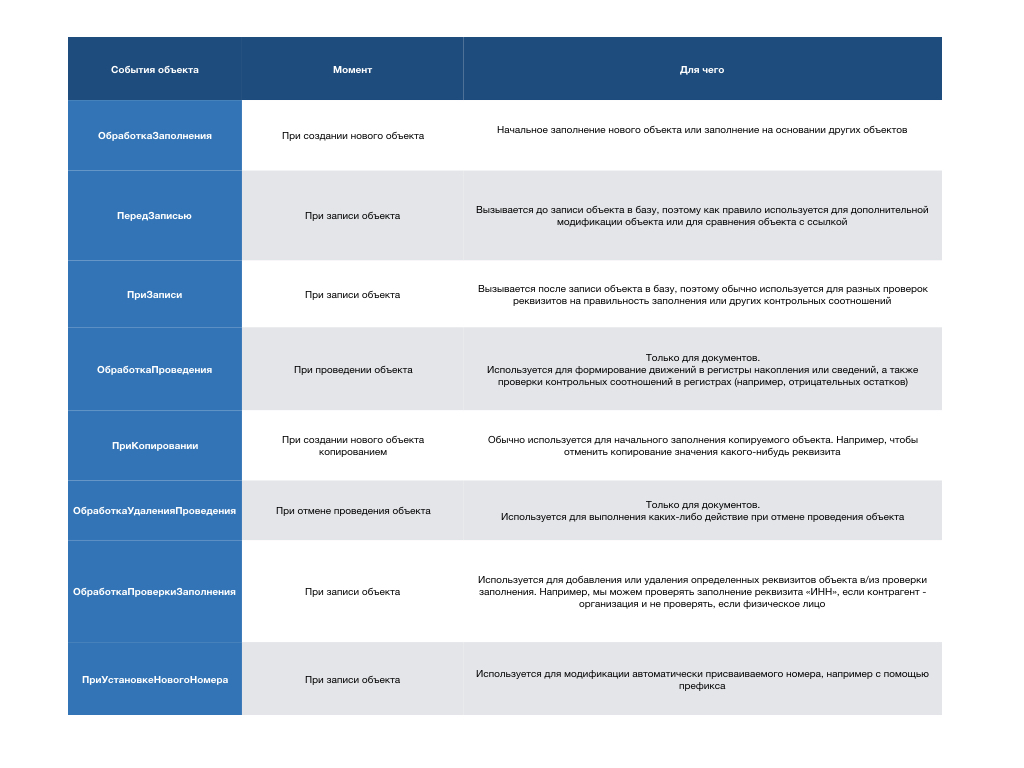 События объекта
Момент
Для чего
ОбработкаЗаполнения
При создании нового объекта
Начальное заполнение нового объекта или заполнение на основании других объектов
ПередЗаписью
При записи объекта
Вызывается до записи объекта в базу, поэтому как правило используется для дополнительной
модификации объекта или для сравнения объекта с ссылкой
ПриЗаписи
При записи объекта
Вызывается после записи объекта в базу, поэтому обычно используется для разных проверок
реквизитов на правильность заполнения или других контрольных соотношений
ОбработкаПроведения
При проведении объекта
Только для документов.
Используется для формирование движений в регистры накопления или сведений, а также
проверки контрольных соотношений в регистрах (например, отрицательных остатков)
ПриКопировании
При создании нового объекта
копированием
Обычно используется для начального заполнения копируемого объекта. Например, чтобы
отменить копирование значения какого-нибудь реквизита
ОбработкаУдаленияПроведения
При отмене проведения объекта
Только для документов.
Используется для выполнения каких-либо действие при отмене проведения объекта
ОбработкаПроверкиЗаполнения
При записи объекта
Используется для добавления или удаления определенных реквизитов объекта в/из проверки
заполнения. Например, мы можем проверять заполнение реквизита «ИНН», если контрагент -
организация и не проверять, если физическое лицо
ПриУстановкеНовогоНомера
При записи объекта
Используется для модификации автоматически присваиваемого номера, например с помощью
префикса